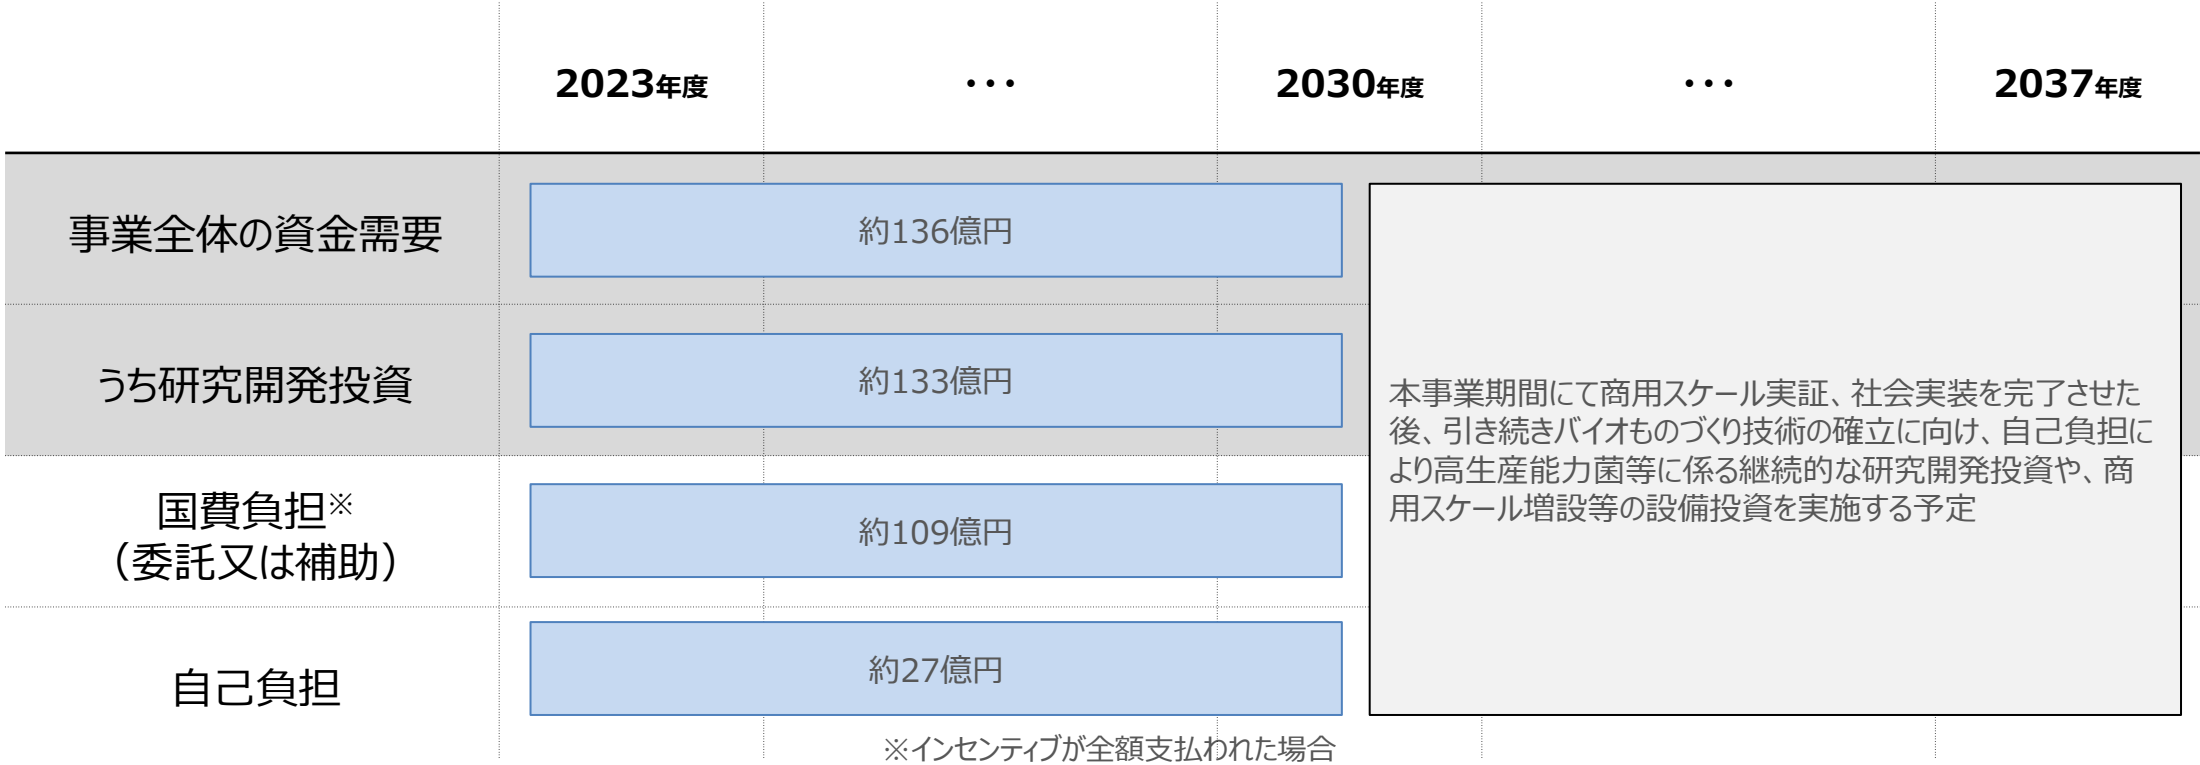 2023年度
・・・
2030年度
・・・
2037年度
事業全体の資金需要
約136億円
うち研究開発投資
約133億円
国費負担※
（委託又は補助）
約109億円
自己負担
約27億円
本事業期間にて商用スケール実証、社会実装を完了させた
後、引き続きバイオものづくり技術の確立に向け、自己負担に
より高生産能力菌等に係る継続的な研究開発投資や、商
用スケール増設等の設備投資を実施する予定
※インセンティブが全額支払われた場合